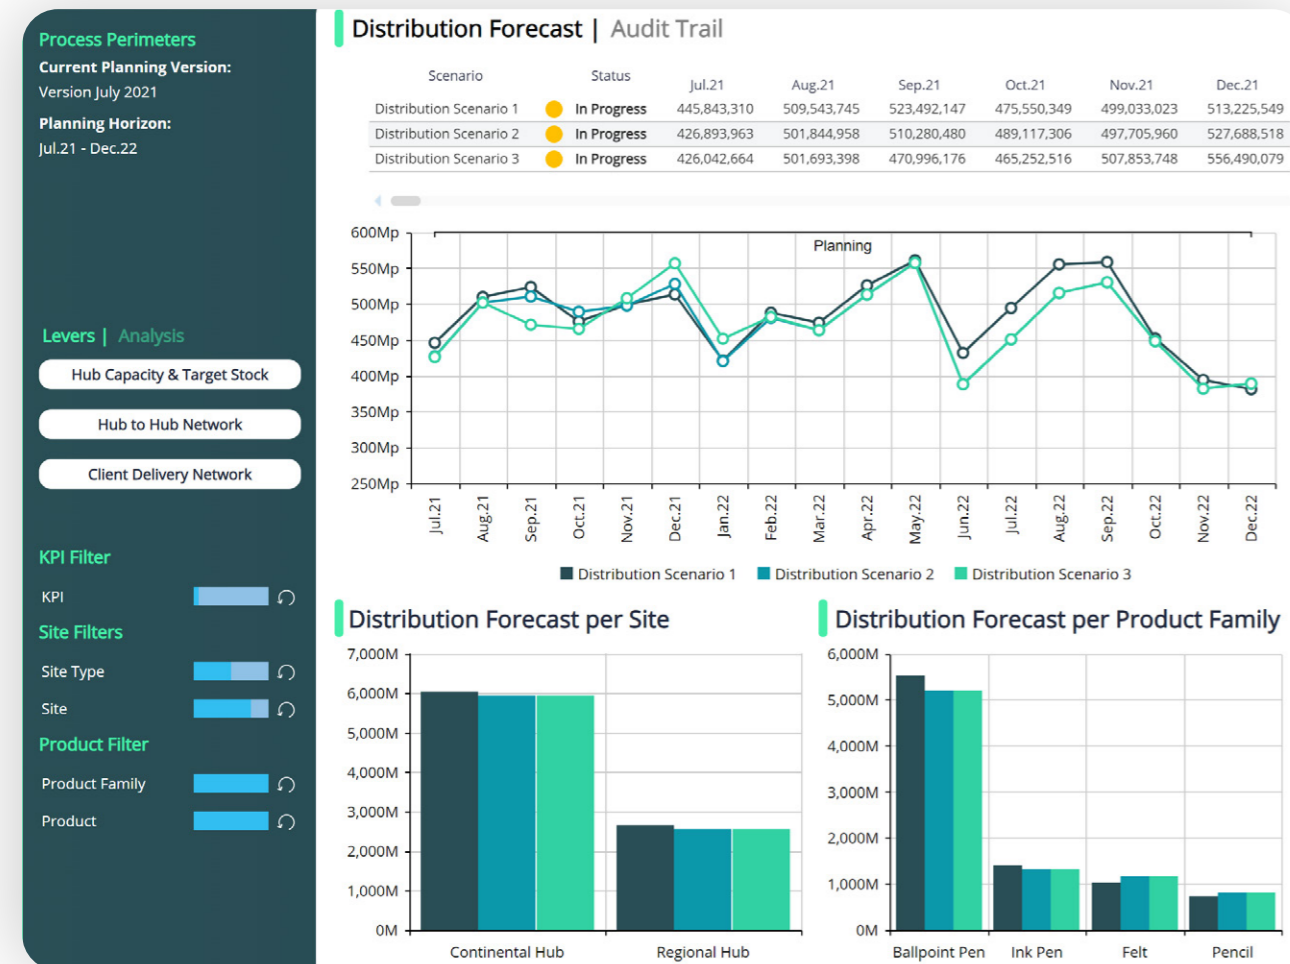 Process Perimeters
Current Planning Version:
Version July 2021
Planning Horizon:
Jul.21 - Dec.22
Levers | Analysis
Hub Capacity & Target Stock
Hub to Hub Network
Client Delivery Network
KPI Filter
KPI
Site Filters
Site Type
Site
Product Filter
Product Family
Product
Distribution Forecast | Audit Trail
Scenario Status Jul.21 Aug.21 Sep.21 Oct.21 Nov.21 Dec.21
Distribution Scenario 1 In Progress 445,843,310 509,543,745 523,492,147 475,550,349 499,033,023 513,225,549
Distribution Scenario 2 In Progress 426,893,963 501,844,958 510,280,480 489,117,306 497,705,960 527,688,518
Distribution Scenario 3 In Progress 426,042,664 501,693,398 470,996,176 465,252,516 507,853,748 556,490,079
600Mp
Planning
550Mp
500Mp
450Mp
400Mp
350Mp
300Mp
250Mp
Jul.21 Aug.21 Sep.21 Oct.21 Nov.21 Dec.21 Jan.22 Feb.22 Mar.22 Apr.22 May.22 Jun.22 Jul.22 Aug.22 Sep.22 Oct.22 Nov.22 Dec.22
Distribution Scenario 1 Distribution Scenario 2 Distribution Scenario 3
Distribution Forecast per Site
7,000M
6,000M
5,000M
4,000M
3,000M
2,000M
1,000M
0M
Continental Hub Regional Hub
Distribution Forecast per Product Family
6,000M
5,000M
4,000M
3,000M
2,000M
1,000M
0M
Ballpoint Pen Ink Pen Felt Pencil